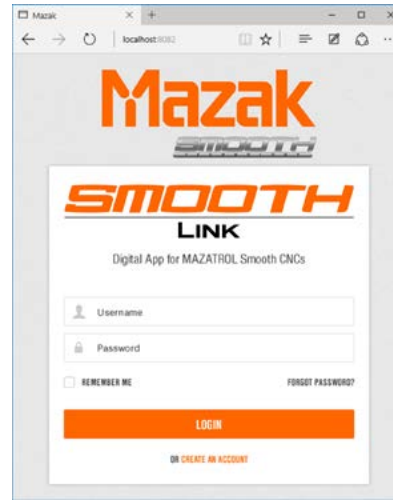 Mazak
localhost:8082
Mazak
SMOOTH
SMOOTH
LINK
Digital App for MAZATROL Smooth CNCs
Username
Password
REMEMBER ME FORGOT PASSWORD?
LOGIN
OR CREATE AN ACCOUNT